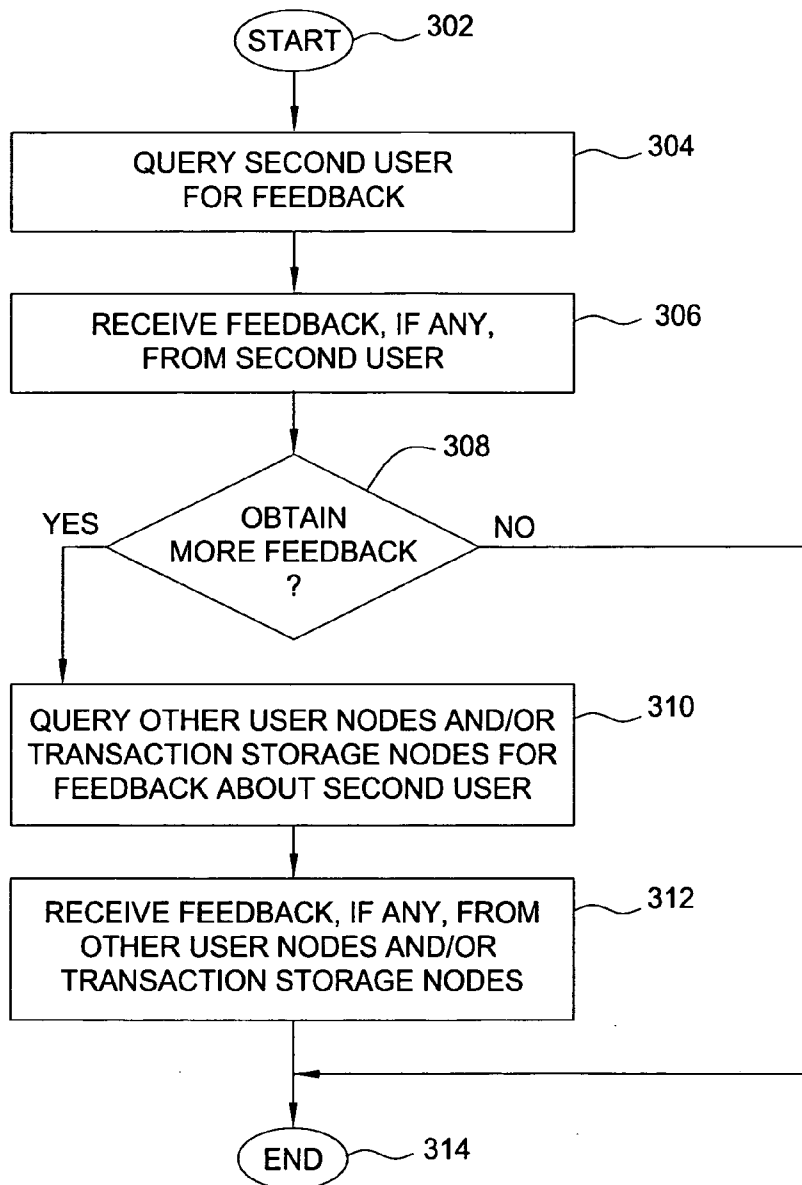 START
302
QUERY SECOND USER
FOR FEEDBACK
304
RECEIVE FEEDBACK, IF ANY,
FROM SECOND USER
306
308
YES
OBTAIN
MORE FEEDBACK
?
NO
QUERY OTHER USER NODES AND/OR
TRANSACTION STORAGE NODES FOR
FEEDBACK ABOUT SECOND USER
310
RECEIVE FEEDBACK, IF ANY, FROM
OTHER USER NODES AND/OR
TRANSACTION STORAGE NODES
312
END
314